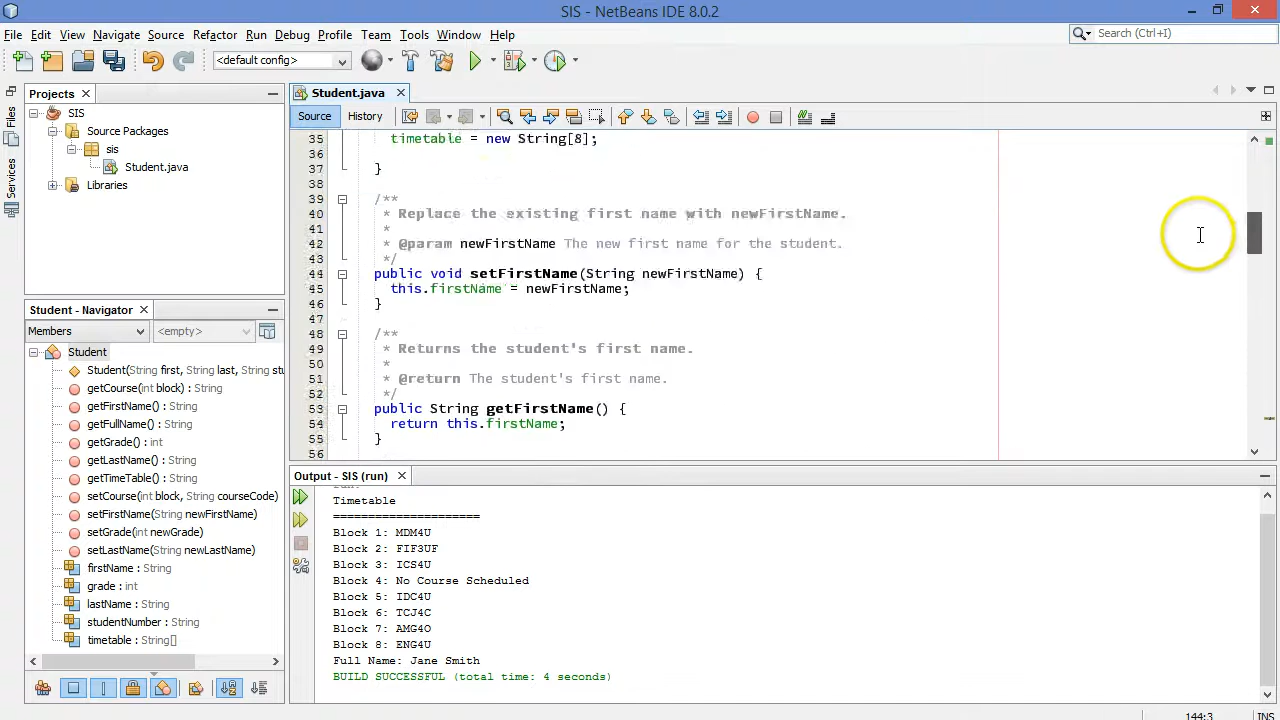 SIS - NetBeans IDE 8.0.2
File Edit View Navigate Source Refactor Run Debug Profile Team Tools Window Help
Search (Ctrl+I)
<default config>
Projects
SIS
Source Packages
sis
Student.java
Libraries
Files
Services
Student - Navigator
Members
<empty>
Student
Student(String first, String last, stu
getCourse(int block) : String
getFirstName() : String
getFullName() : String
getGrade() : int
getLastName() : String
getTimeTable() : String
setCourse(int block, String courseCode)
setFirstName(String newFirstName)
setGrade(int newGrade)
setLastName(String newLastName)
firstName : String
grade : int
lastName : String
studentNumber : String
timetable : String[]
Student.java
Source History
35 timetable = new String[8];
36
37 }
38
39 /**
40 * Replace the existing first name with newFirstName.
41 *
42 * @param newFirstName The new first name for the student.
43 */
44 public void setFirstName(String newFirstName) {
45 this.firstName = newFirstName;
46 }
47
48 /**
49 * Returns the student's first name.
50 *
51 * @return The student's first name.
52 */
53 public String getFirstName() {
54 return this.firstName;
55 }
56
Output - SIS (run)
run:
Timetable
=====================
Block 1: MDM4U
Block 2: FIF3UF
Block 3: ICS4U
Block 4: No Course Scheduled
Block 5: IDC4U
Block 6: TCJ4C
Block 7: AMG4O
Block 8: ENG4U
Full Name: Jane Smith
BUILD SUCCESSFUL (total time: 4 seconds)
144:3 INS